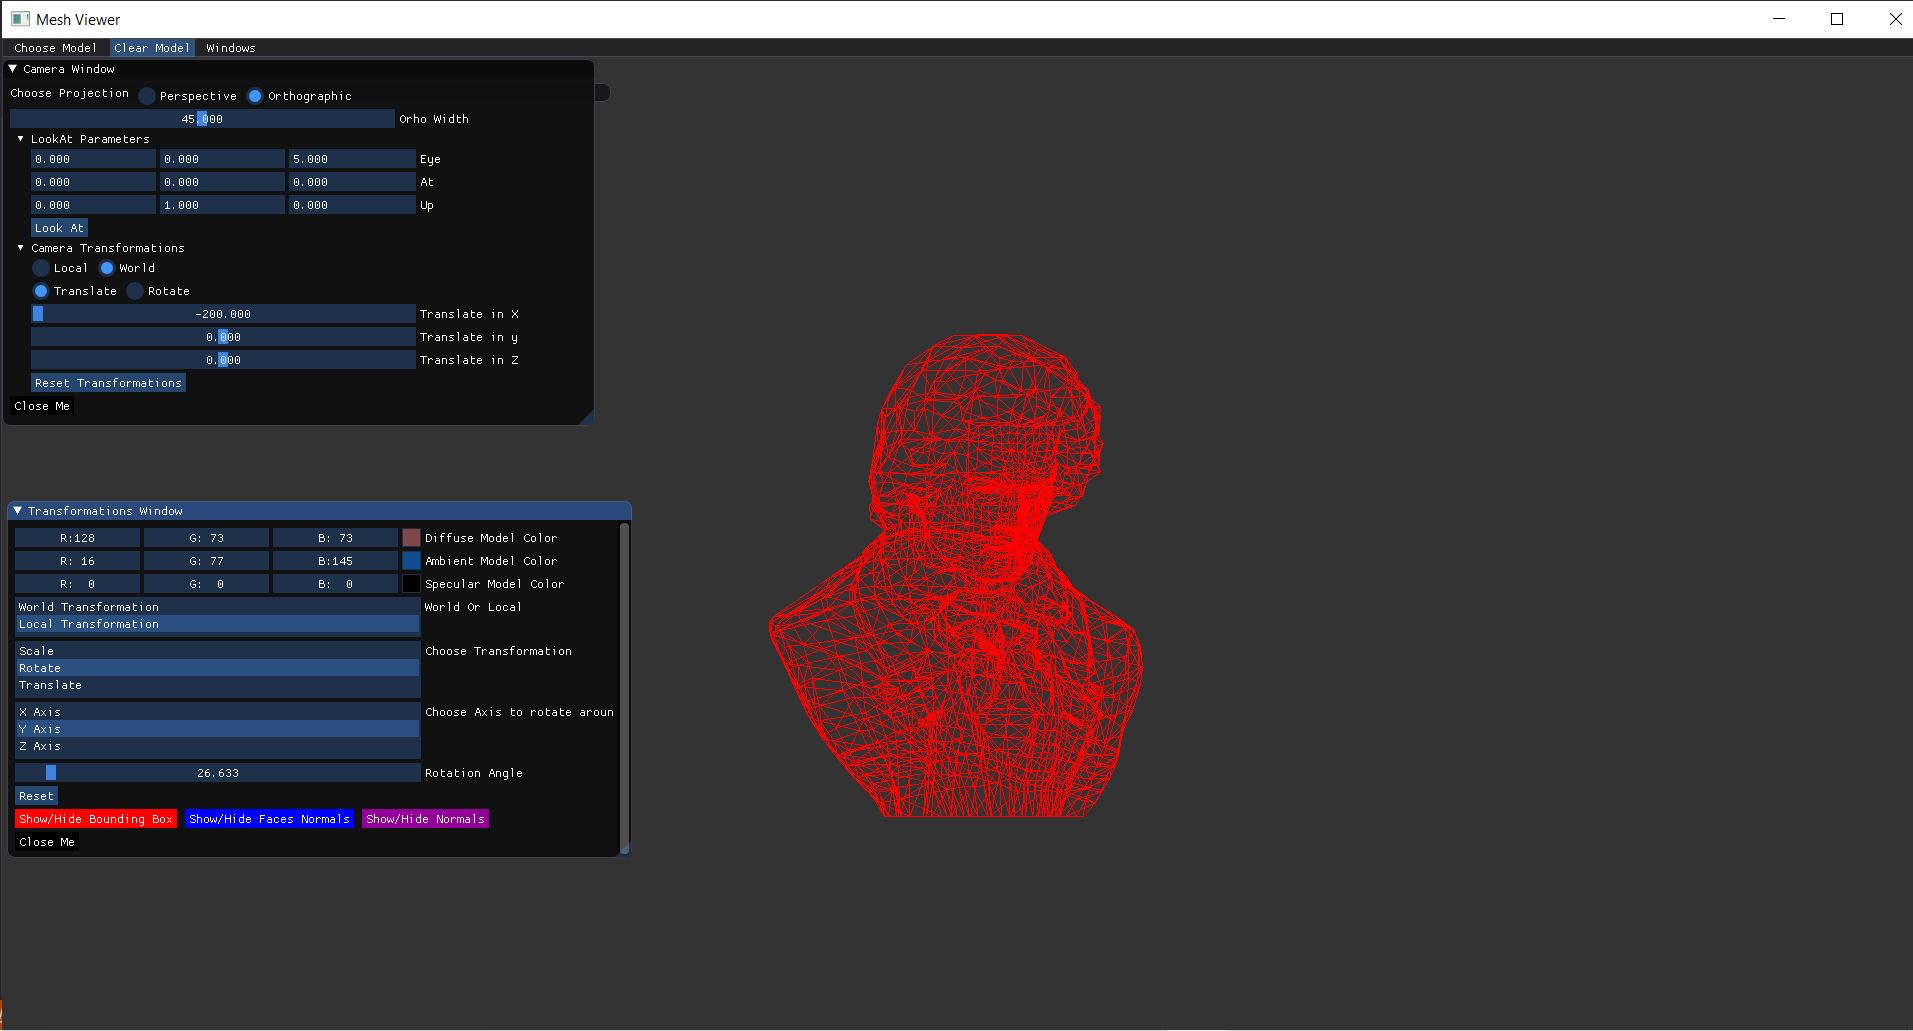 Mesh Viewer
Choose Model Clear Model Windows
Camera Window
Choose Projection Perspective Orthographic
45.000 Orho Width
LookAt Parameters
0.000 0.000 5.000 Eye
0.000 0.000 0.000 At
0.000 1.000 0.000 Up
Look At
Camera Transformations
Local World
Translate Rotate
-200.000 Translate in X
0.000 Translate in y
0.000 Translate in Z
Reset Transformations
Close Me
Transformations Window
R:128 G: 73 B: 73 Diffuse Model Color
R: 16 G: 77 B:145 Ambient Model Color
R: 0 G: 0 B: 0 Specular Model Color
World Transformation World Or Local
Local Transformation
Scale Choose Transformation
Rotate
Translate
X Axis Choose Axis to rotate aroun
Y Axis
Z Axis
26.633 Rotation Angle
Reset
Show/Hide Bounding Box Show/Hide Faces Normals Show/Hide Normals
Close Me